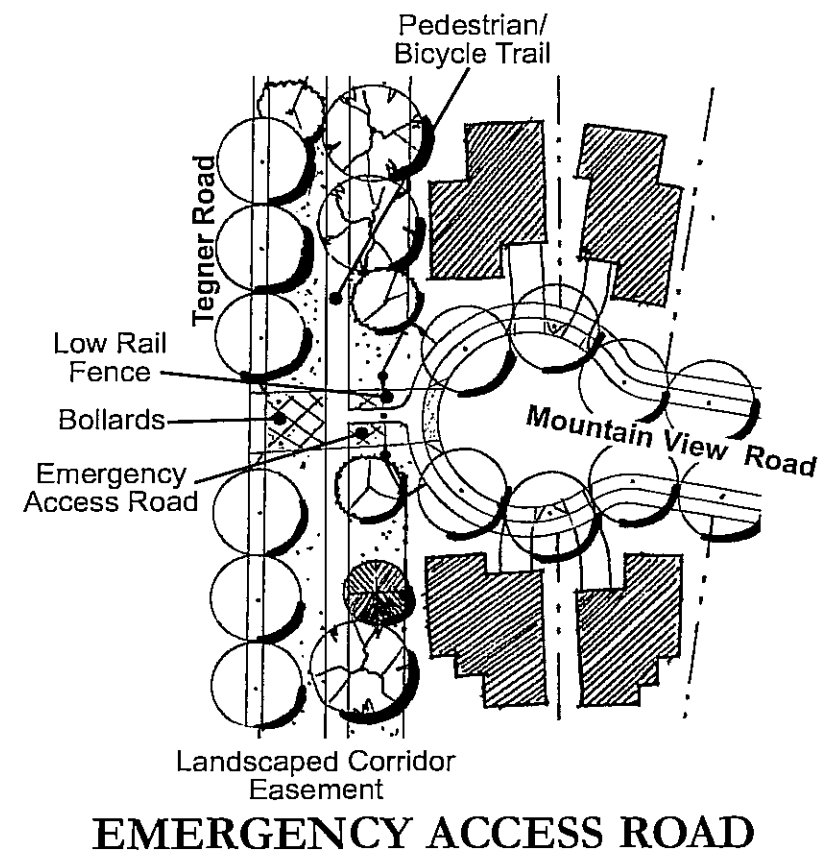 Pedestrian/
Bicycle Trail
Tegner Road
Low Rail
Fence
Bollards
Mountain View Road
Emergency
Access Road
Landscaped Corridor
Easement
EMERGENCY ACCESS ROAD